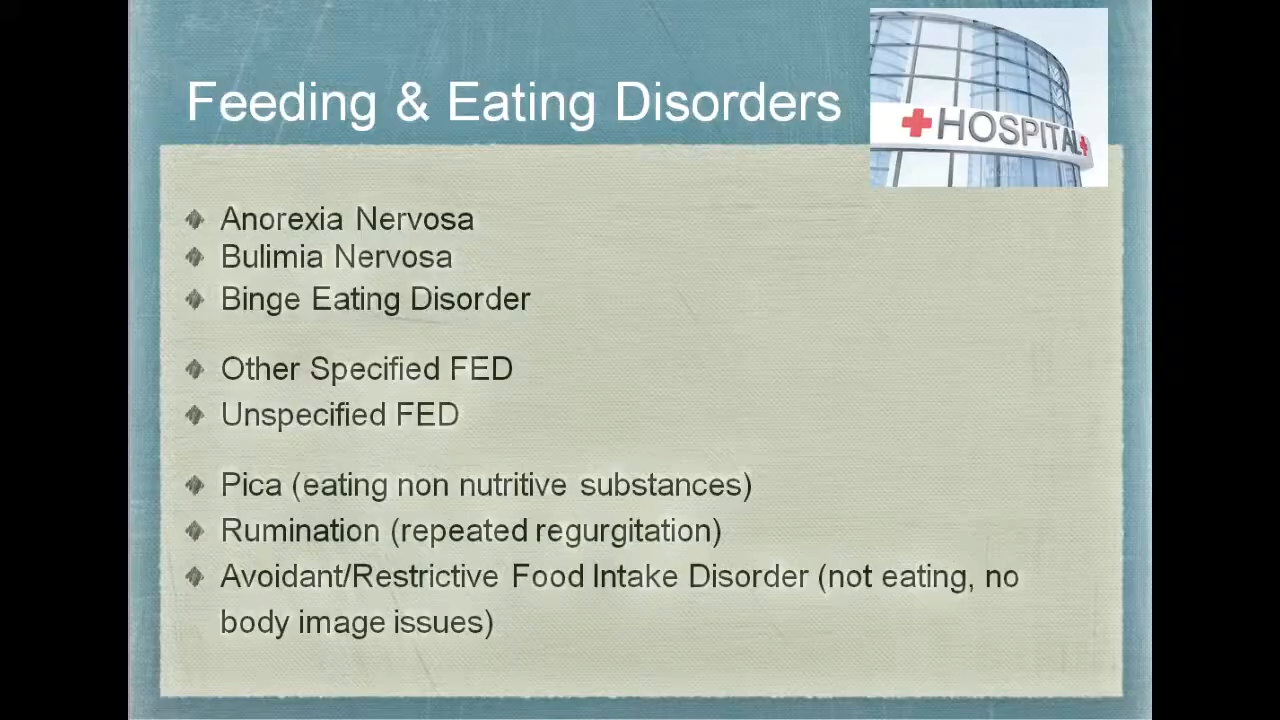 Feeding & Eating Disorders
HOSPITAL
Anorexia Nervosa
Bulimia Nervosa
Binge Eating Disorder
Other Specified FED
Unspecified FED
Pica (eating non nutritive substances)
Rumination (repeated regurgitation)
Avoidant/Restrictive Food Intake Disorder (not eating, no
body image issues)